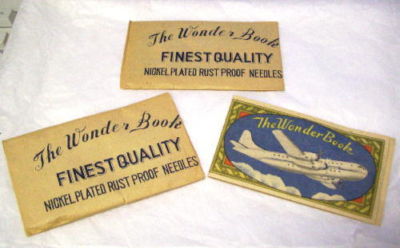 The Wonder Book
FINEST QUALITY
NICKEL PLATED RUST PROOF NEEDLES
The Wonder Book
FINEST QUALITY
NICKEL PLATED RUST PROOF NEEDLES
The Wonder Book